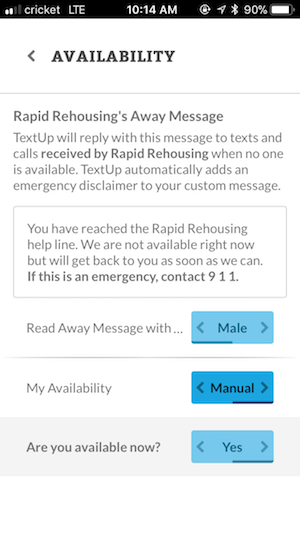 cricket LTE 10:14 AM 90%
AVAILABILITY
Rapid Rehousing's Away Message
TextUp will reply with this message to texts and
calls received by Rapid Rehousing when no one
is available. TextUp automatically adds an
emergency disclaimer to your custom message.
You have reached the Rapid Rehousing
help line. We are not available right now
but will get back to you as soon as we can.
If this is an emergency, contact 9 1 1.
Read Away Message with ... Male
My Availability Manual
Are you available now? Yes